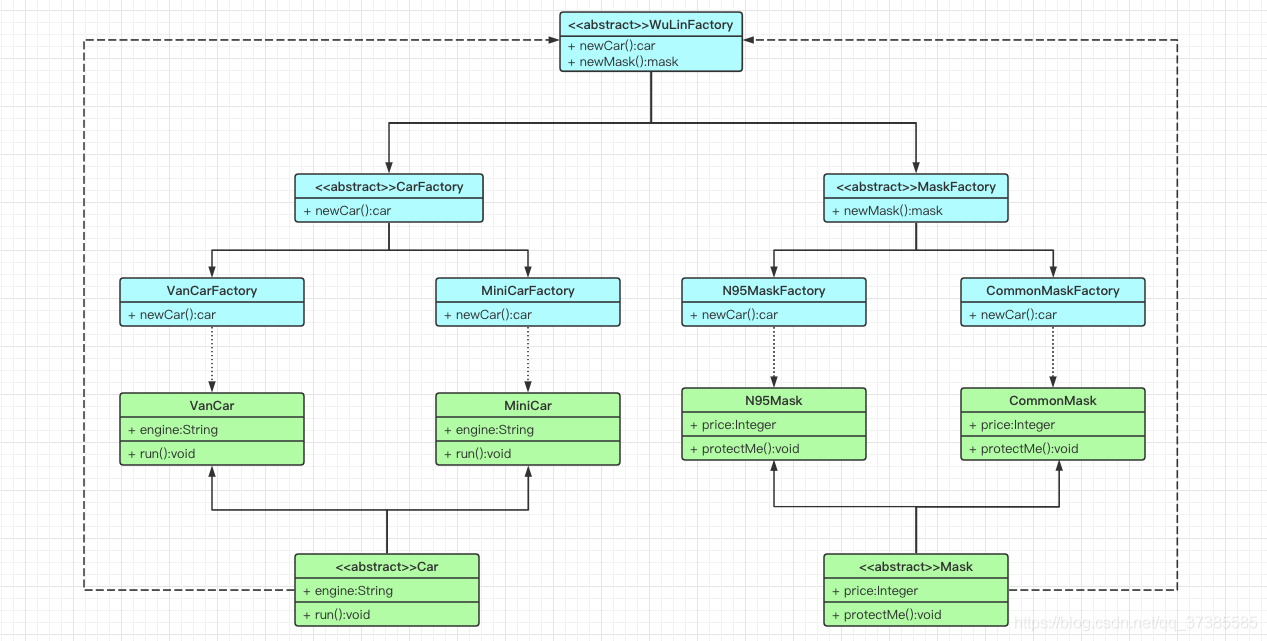 <<abstract>>WuLinFactory
+ newCar():car
+ newMask():mask
<<abstract>>CarFactory
+ newCar():car
<<abstract>>MaskFactory
+ newMask():mask
VanCarFactory
+ newCar():car
MiniCarFactory
+ newCar():car
N95MaskFactory
+ newCar():car
CommonMaskFactory
+ newCar():car
VanCar
+ engine:String
+ run():void
MiniCar
+ engine:String
+ run():void
N95Mask
+ price:Integer
+ protectMe():void
CommonMask
+ price:Integer
+ protectMe():void
<<abstract>>Car
+ engine:String
+ run():void
<<abstract>>Mask
+ price:Integer
+ protectMe():void
https://blog.csdn.net/qq_37385585